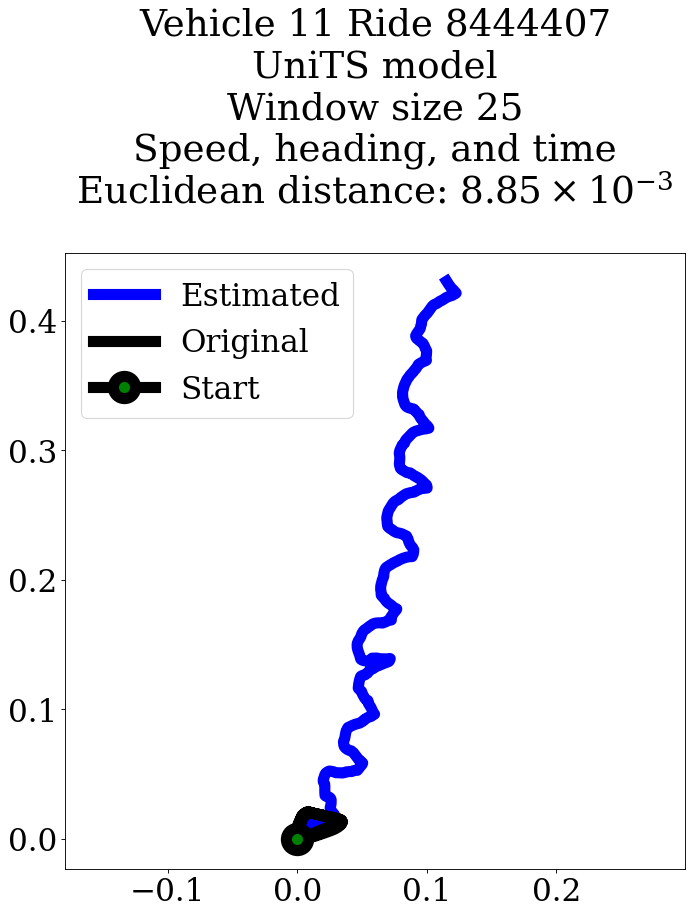 Vehicle 11 Ride 8444407
UniTS model
Window size 25
Speed, heading, and time
Euclidean distance: 8.85 × 10⁻³
Estimated
Original
Start
0.4
0.3
0.2
0.1
0.0
−0.1 0.0 0.1 0.2